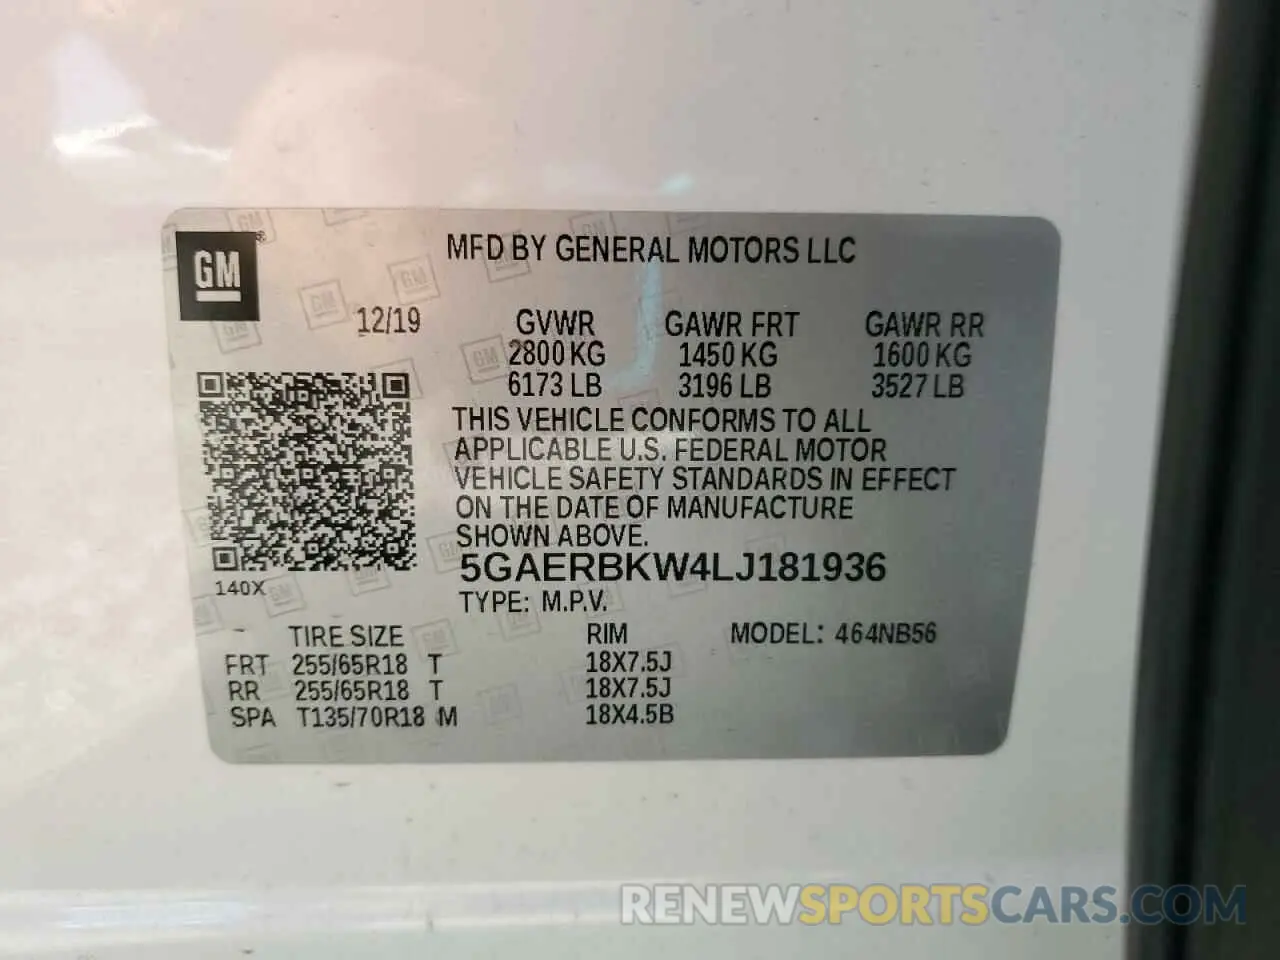 GM
MFD BY GENERAL MOTORS LLC
12/19
GVWR GAWR FRT GAWR RR
2800 KG 1450 KG 1600 KG
6173 LB 3196 LB 3527 LB
THIS VEHICLE CONFORMS TO ALL
APPLICABLE U.S. FEDERAL MOTOR
VEHICLE SAFETY STANDARDS IN EFFECT
ON THE DATE OF MANUFACTURE
SHOWN ABOVE.
5GAERBKW4LJ181936
140X
TYPE: M.P.V.
TIRE SIZE RIM MODEL: 464NB56
FRT 255/65R18 T 18X7.5J
RR 255/65R18 T 18X7.5J
SPA T135/70R18 M 18X4.5B
RENEWSPORTSCARS.COM